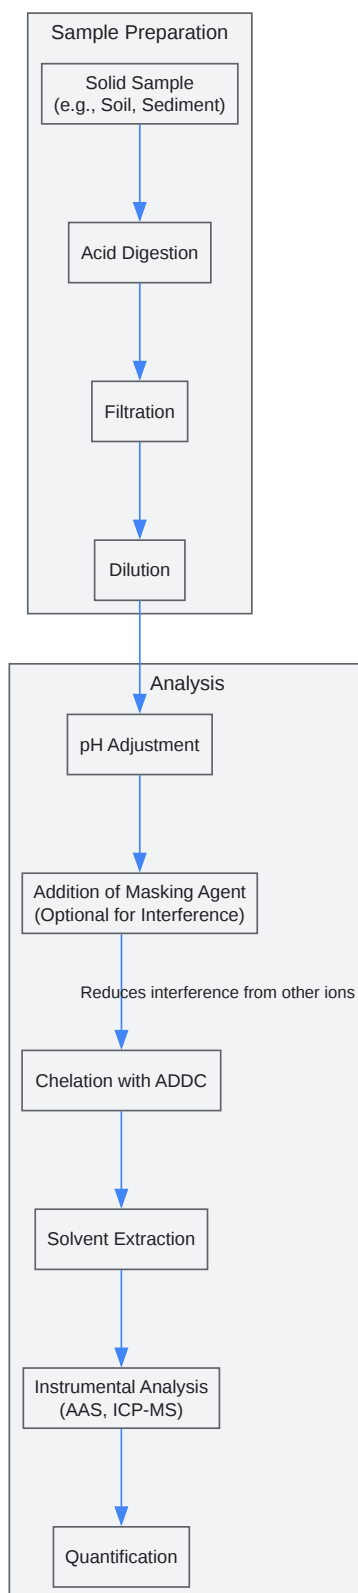 Sample Preparation
Solid Sample
(e.g., Soil, Sediment)
Acid Digestion
Filtration
Dilution
Analysis
pH Adjustment
Addition of Masking Agent
(Optional for Interference)
Reduces interference from other ions
Chelation with ADDC
Solvent Extraction
Instrumental Analysis
(AAS, ICP-MS)
Quantification